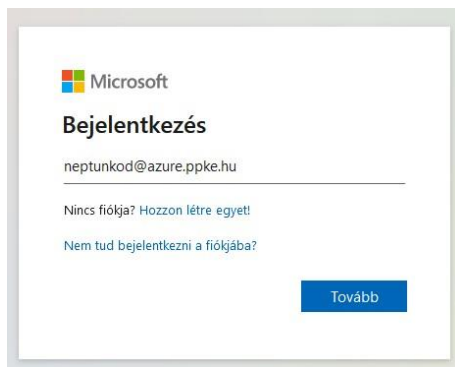 Microsoft
Bejelentkezés
neptunkod@azure.ppke.hu
Nincs fiókja? Hozzon létre egyet!
Nem tud bejelentkezni a fiókjába?
Tovább